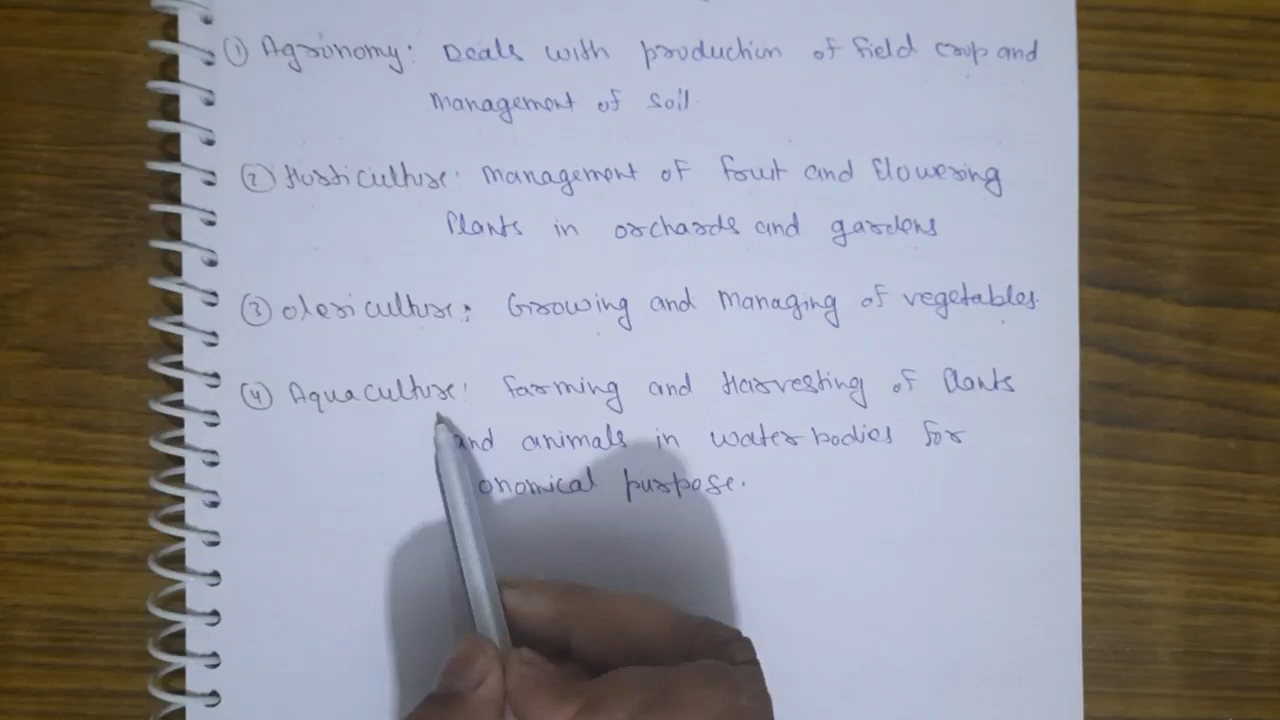 ① Agronomy: Deals with production of field crop and
management of soil.
② Horticulture: Management of fruit and flowering
Plants in orchards and gardens
③ Olericulture: Growing and Managing of vegetables.
④ Aquaculture: Farming and Harvesting of Plants
and animals in water bodies for
onomical purpose.